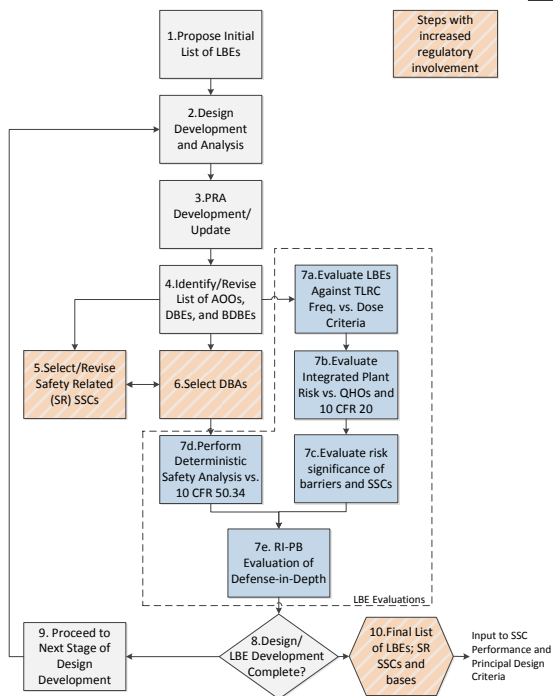 1.Propose Initial
List of LBEs
Steps with
increased
regulatory
involvement
2.Design
Development
and Analysis
3.PRA
Development/
Update
4.Identify/Revise
List of AOOs,
DBEs, and BDBEs
7a.Evaluate LBEs
Against TLRC
Freq. vs. Dose
Criteria
5.Select/Revise
Safety Related
(SR) SSCs
6.Select DBAs
7b.Evaluate
Integrated Plant
Risk vs. QHOs and
10 CFR 20
7d.Perform
Deterministic
Safety Analysis vs.
10 CFR 50.34
7c.Evaluate risk
significance of
barriers and SSCs
7e. RI-PB
Evaluation of
Defense-in-Depth
LBE Evaluations
9. Proceed to
Next Stage of
Design
Development
8.Design/
LBE Development
Complete?
10.Final List
of LBEs; SR
SSCs and
bases
Input to SSC
Performance and
Principal Design
Criteria